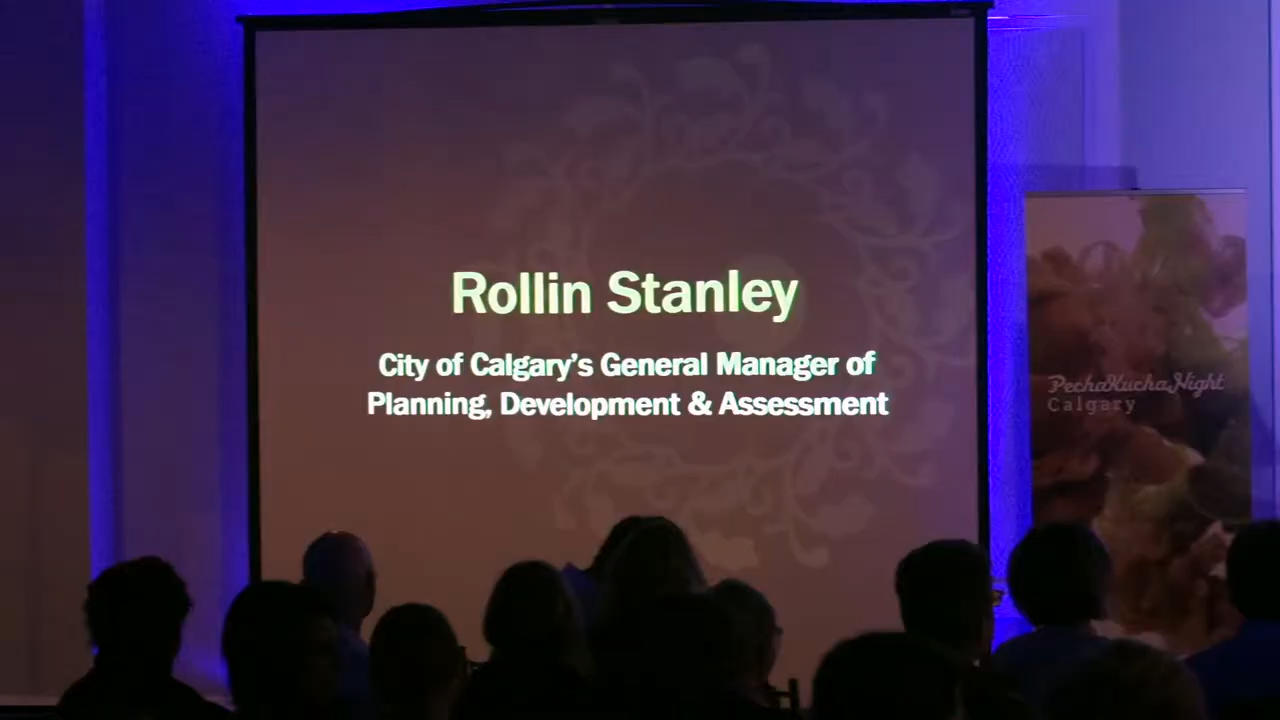 Rollin Stanley
City of Calgary’s General Manager of
Planning, Development & Assessment
PechaKucha Night
Calgary